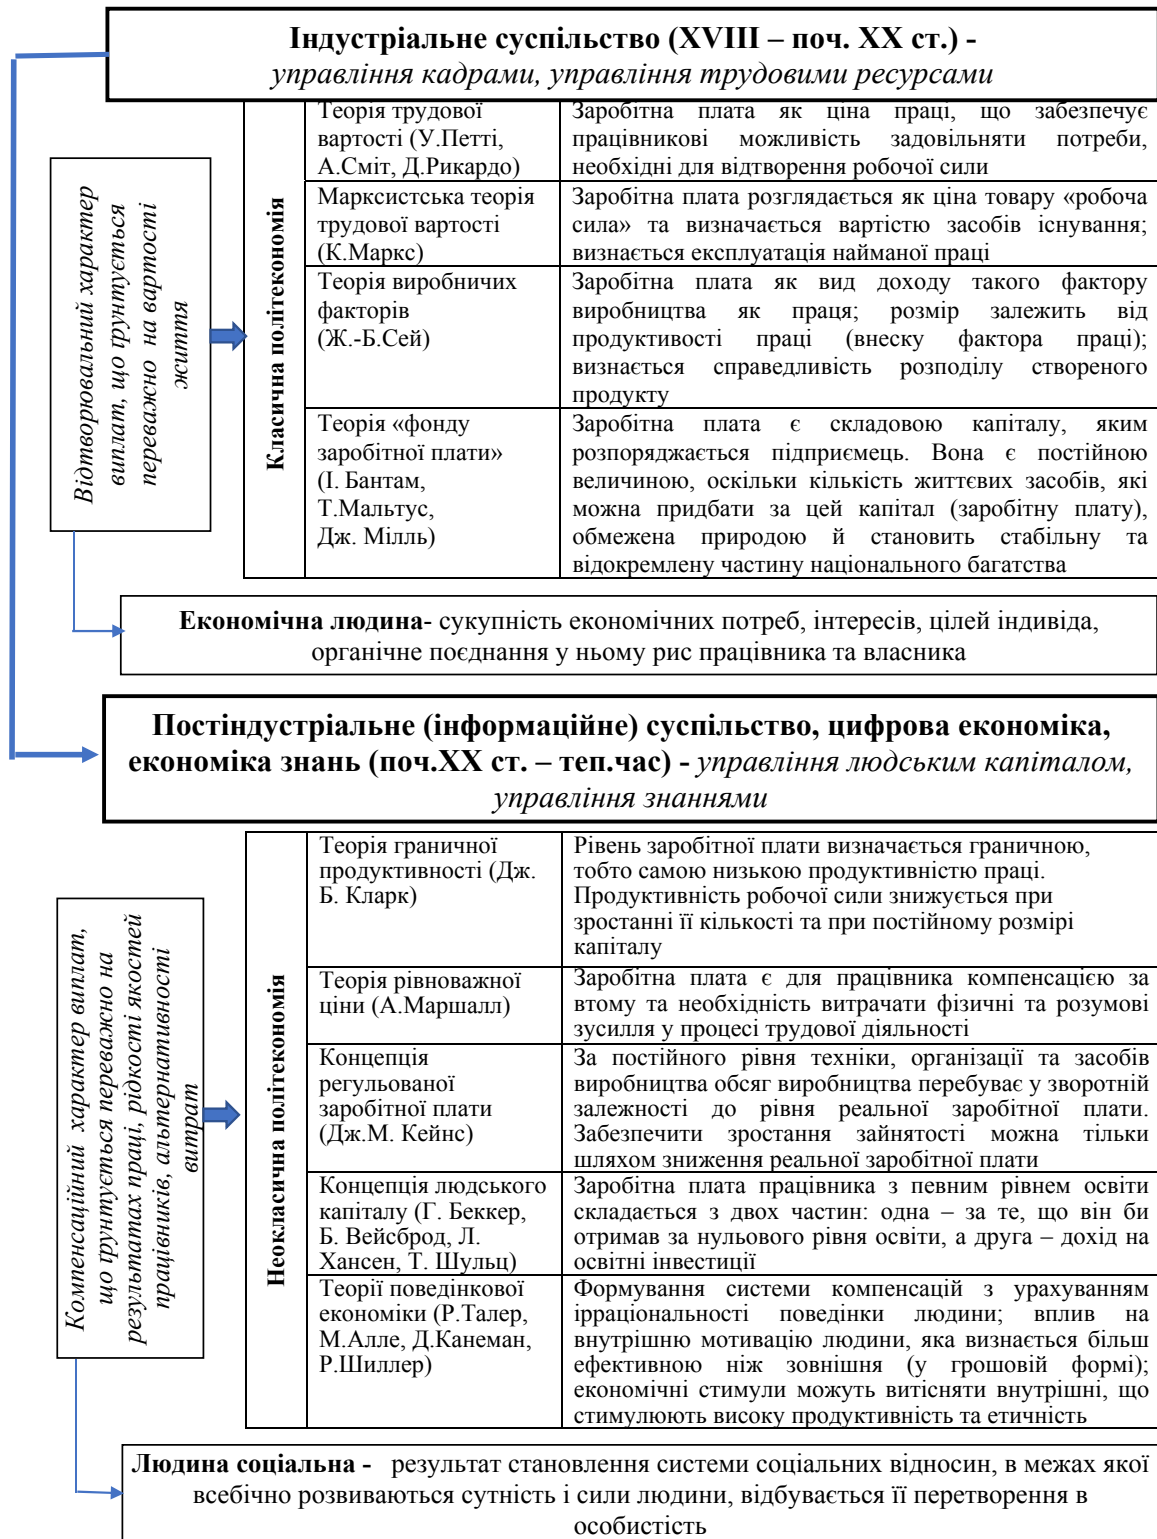 Індустріальне суспільство (XVIII – поч. XX ст.) -
управління кадрами, управління трудовими ресурсами
Відтворювальний характер
виплат, що ґрунтується
переважно на вартості
життя
Класична політекономія
Теорія трудової
вартості (У.Петті,
А.Сміт, Д.Рикардо)
Заробітна плата як ціна праці, що забезпечує
працівникові можливість задовільняти потреби,
необхідні для відтворення робочої сили
Марксистська теорія
трудової вартості
(К.Маркс)
Заробітна плата розглядається як ціна товару «робоча
сила» та визначається вартістю засобів існування;
визнається експлуатація найманої праці
Теорія виробничих
факторів
(Ж.-Б.Сей)
Заробітна плата як вид доходу такого фактору
виробництва як праця; розмір залежить від
продуктивості праці (внеску фактора праці);
визнається справедливість розподілу створеного
продукту
Теорія «фонду
заробітної плати»
(І. Бантам,
Т.Мальтус,
Дж. Мілль)
Заробітна плата є складовою капіталу, яким
розпоряджається підприємець. Вона є постійною
величиною, оскільки кількість життєвих засобів, які
можна придбати за цей капітал (заробітну плату),
обмежена природою й становить стабільну та
відокремлену частину національного багатства
Економічна людина- сукупність економічних потреб, інтересів, цілей індивіда,
органічне поєднання у ньому рис працівника та власника
Постіндустріальне (інформаційне) суспільство, цифрова економіка,
економіка знань (поч.XX ст. – теп.час) - управління людським капіталом,
управління знаннями
Компенсаційний характер виплат,
що ґрунтується переважно на
результатах праці, рідкості якостей
працівників, альтернативності
витрат
Неокласична політекономія
Теорія граничної
продуктивності (Дж.
Б. Кларк)
Рівень заробітної плати визначається граничною,
тобто самою низькою продуктивністю праці.
Продуктивність робочої сили знижується при
зростанні її кількості та при постійному розмірі
капіталу
Теорія рівноважної
ціни (А.Маршалл)
Заробітна плата є для працівника компенсацією за
втому та необхідність витрачати фізичні та розумові
зусилля у процесі трудової діяльності
Концепція
регульованої
заробітної плати
(Дж.М. Кейнс)
За постійного рівня техніки, організації та засобів
виробництва обсяг виробництва перебуває у зворотній
залежності до рівня реальної заробітної плати.
Забезпечити зростання зайнятості можна тільки
шляхом зниження реальної заробітної плати
Концепція людського
капіталу (Г. Беккер,
Б. Вейсброд, Л.
Хансен, Т. Шульц)
Заробітна плата працівника з певним рівнем освіти
складається з двох частин: одна – за те, що він би
отримав за нульового рівня освіти, а друга – дохід на
освітні інвестиції
Теорії поведінкової
економіки (Р.Талер,
М.Алле, Д.Канеман,
Р.Шиллер)
Формування системи компенсацій з урахуванням
ірраціональності поведінки людини; вплив на
внутрішню мотивацію людини, яка визнається більш
ефективною ніж зовнішня (у грошовій формі);
економічні стимули можуть витісняти внутрішні, що
стимулюють високу продуктивність та етичність
Людина соціальна - результат становлення системи соціальних відносин, в межах якої
всебічно розвиваються сутність і сили людини, відбувається її перетворення в
особистість